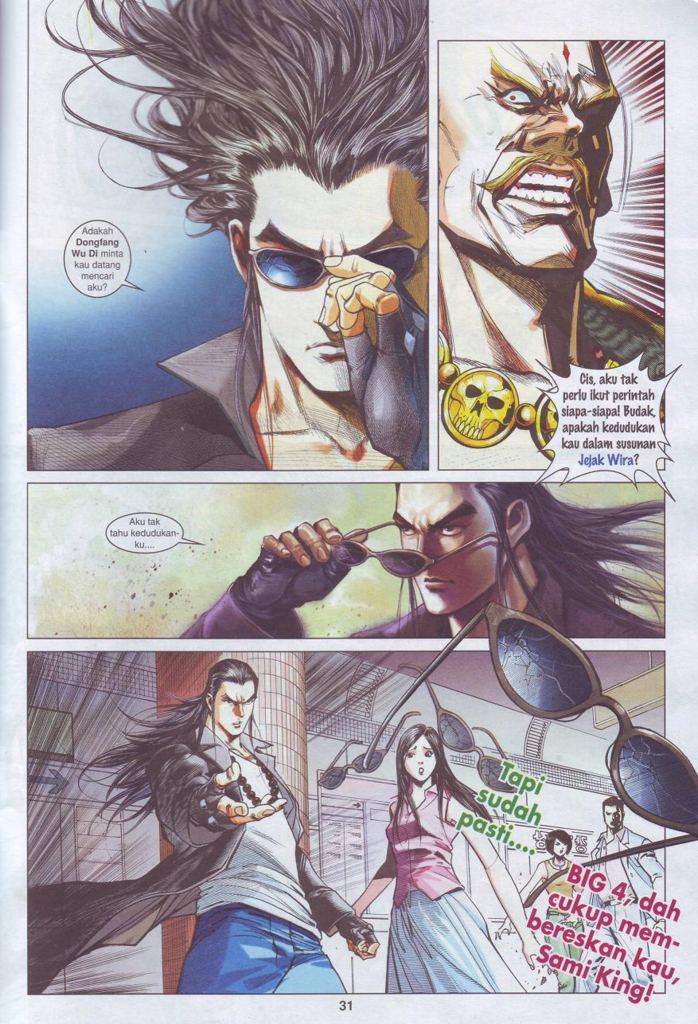 Adakah
Dongfang
Wu Di minta
kau datang
mencari
aku?
Cis, aku tak
perlu ikut perintah
siapa-siapa! Budak,
apakah kedudukan
kau dalam susunan
Jejak Wira?
Aku tak
tahu kedudukan-
ku....
Tapi
sudah
pasti....
BIG 4, dah
cukup mem-
bereskan kau,
Sami King!
31